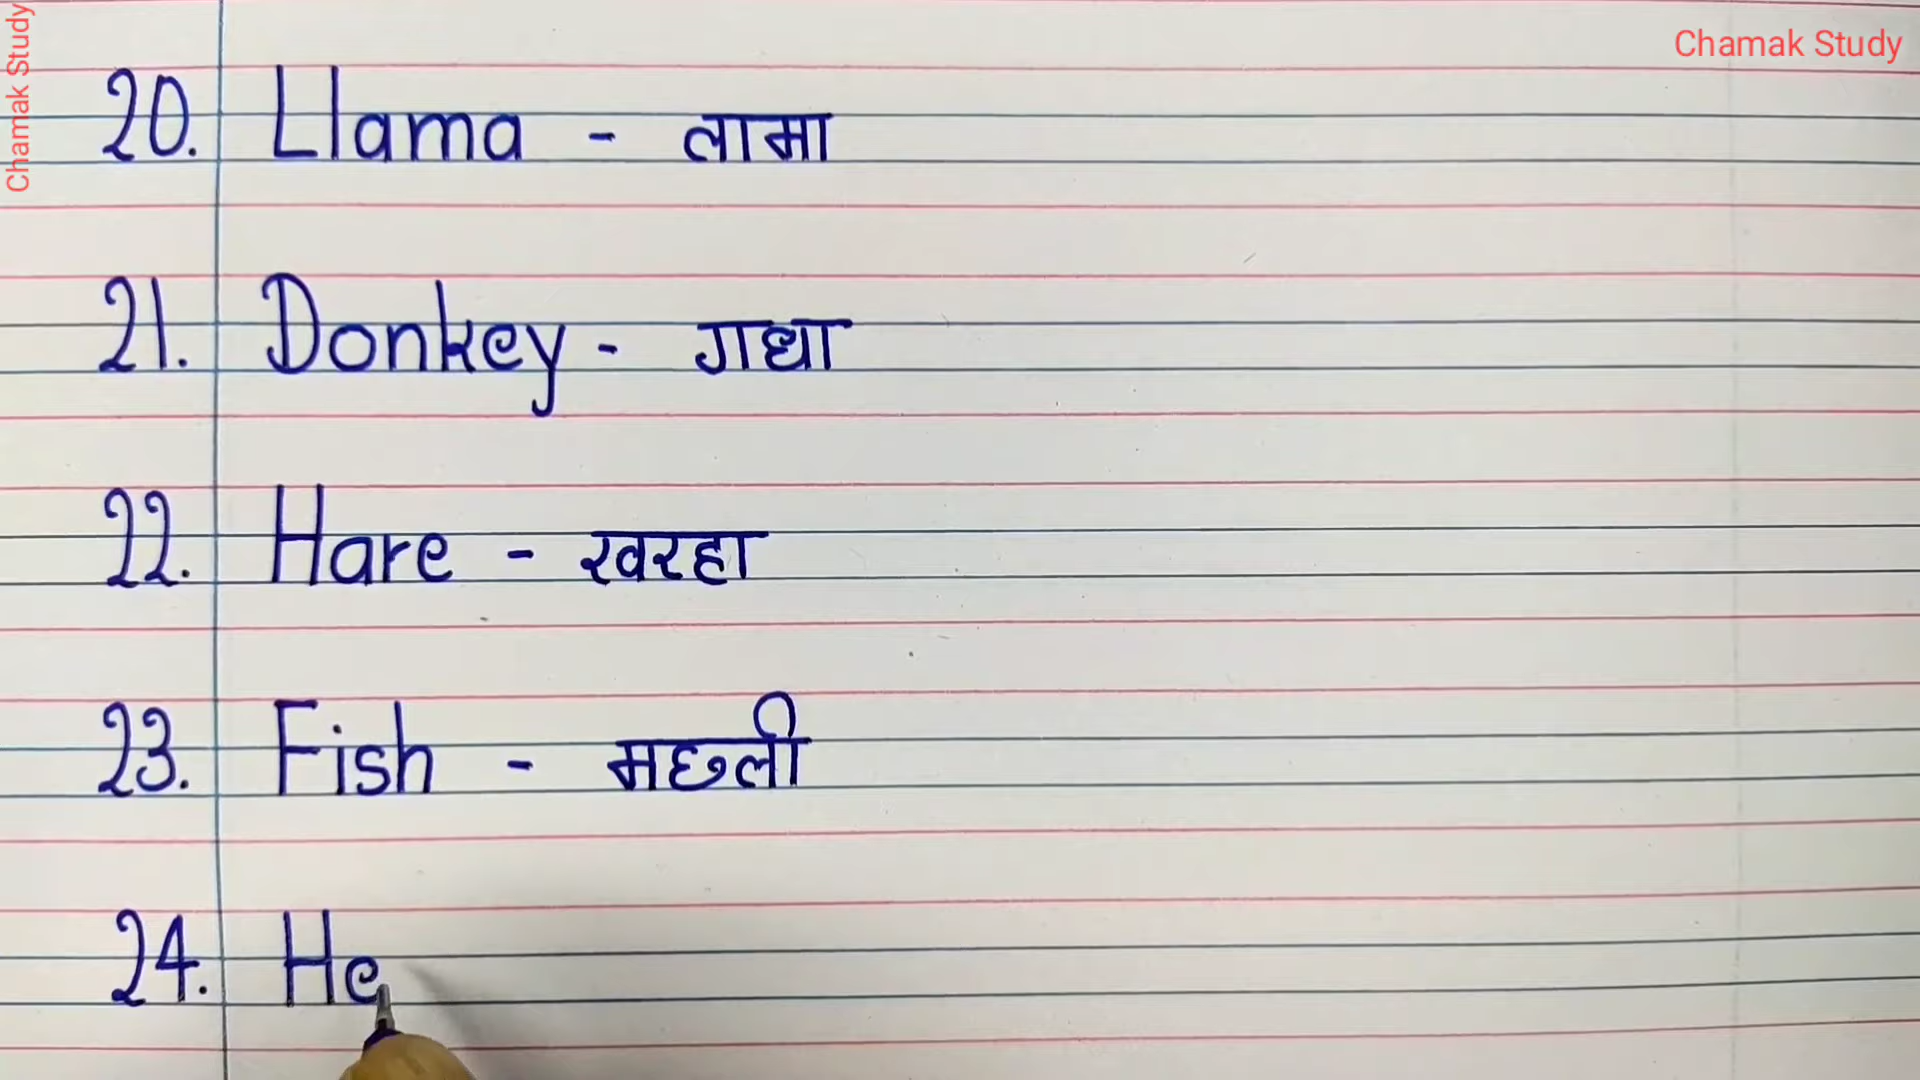 Chamak Study
Chamak Study
20. Llama - लामा
21. Donkey - गधा
22. Hare - खरहा
23. Fish - मछली
24. He